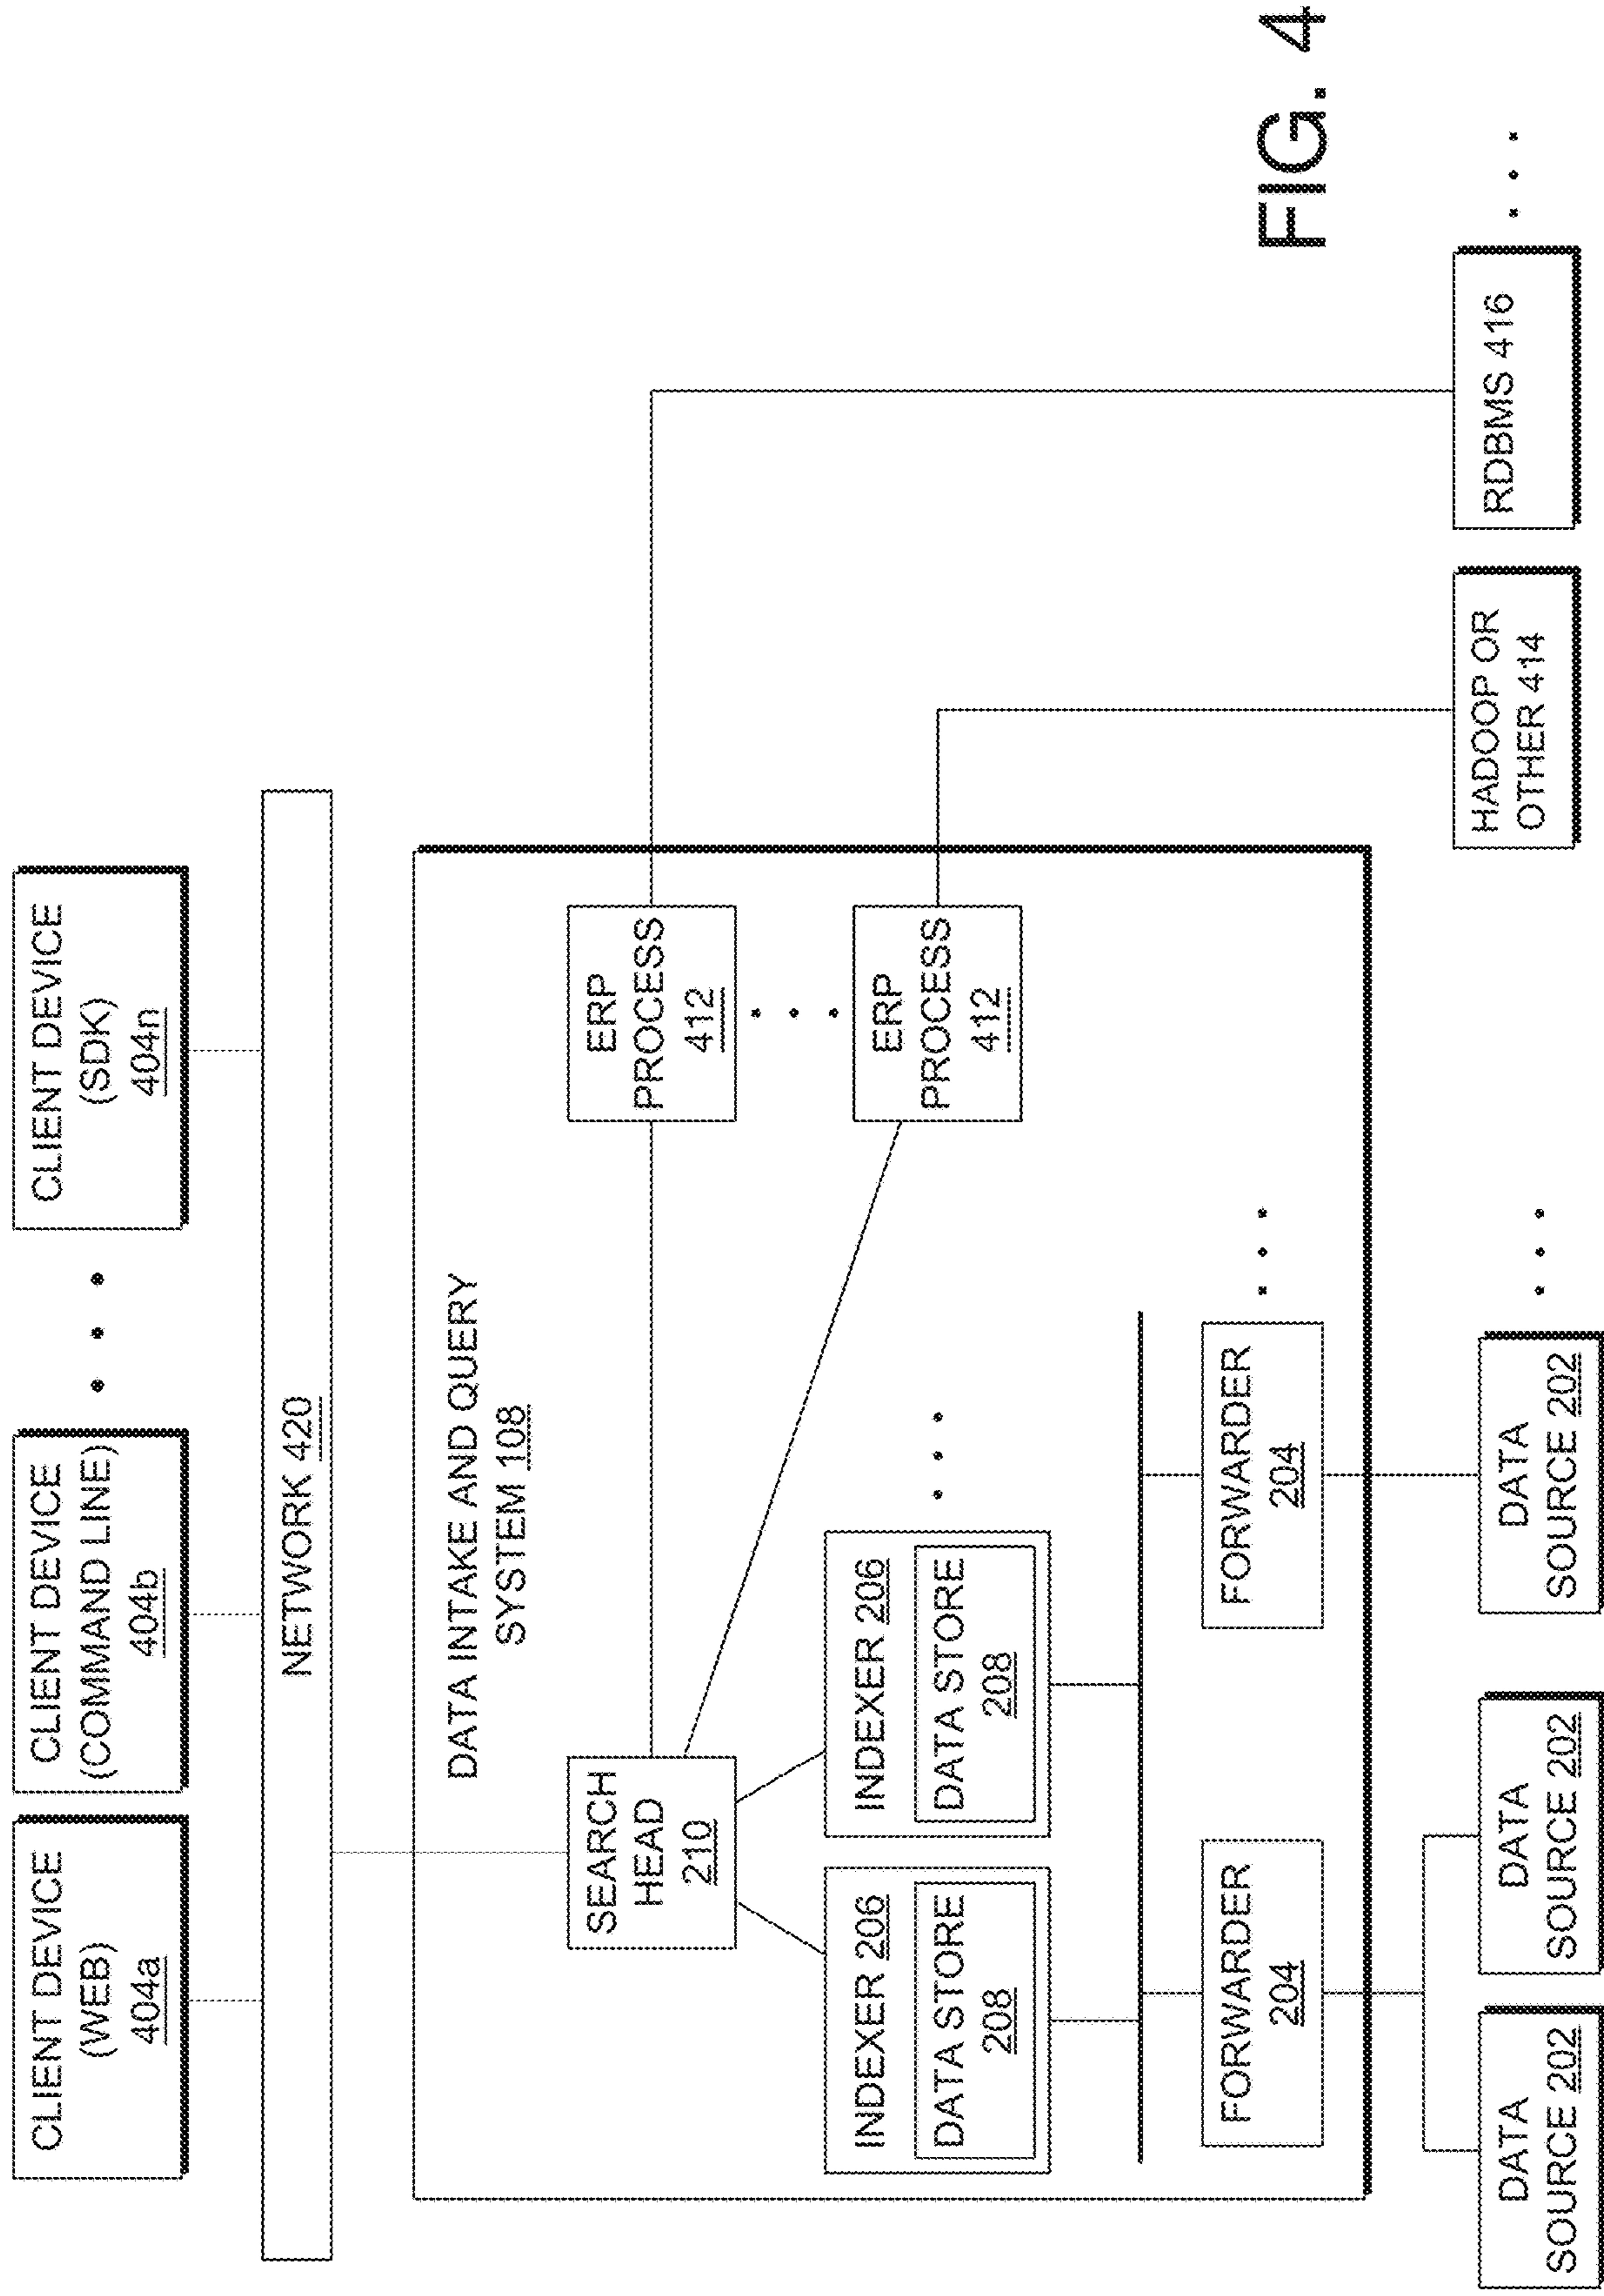 CLIENT DEVICE
(WEB)
404a
CLIENT DEVICE
(COMMAND LINE)
404b
CLIENT DEVICE
(SDK)
404n
NETWORK 420
DATA INTAKE AND QUERY
SYSTEM 108
SEARCH
HEAD
210
ERP
PROCESS
412
ERP
PROCESS
412
INDEXER 206
DATA STORE
208
INDEXER 206
DATA STORE
208
FORWARDER
204
FORWARDER
204
DATA
SOURCE 202
DATA
SOURCE 202
DATA
SOURCE 202
HADOOP OR
OTHER 414
RDBMS 416
FIG. 4